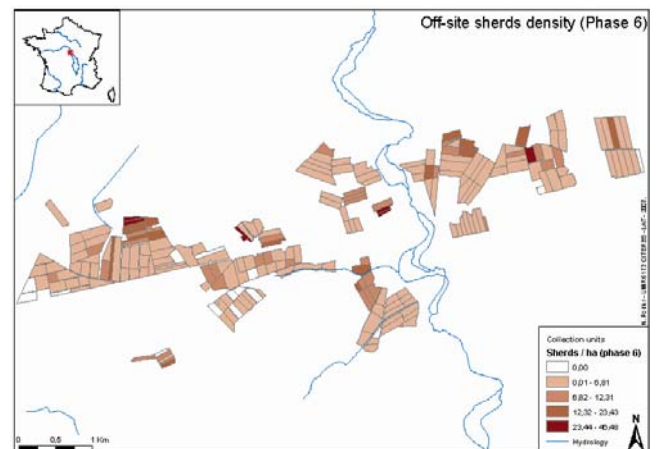 Off-site sherds density (Phase 6)
Collection units
Sherds / ha (phase 6)
0,00
0,01 - 6,81
6,82 - 12,31
12,32 - 23,43
23,44 - 46,48
Hydrology
N
0 0,5 1 Km